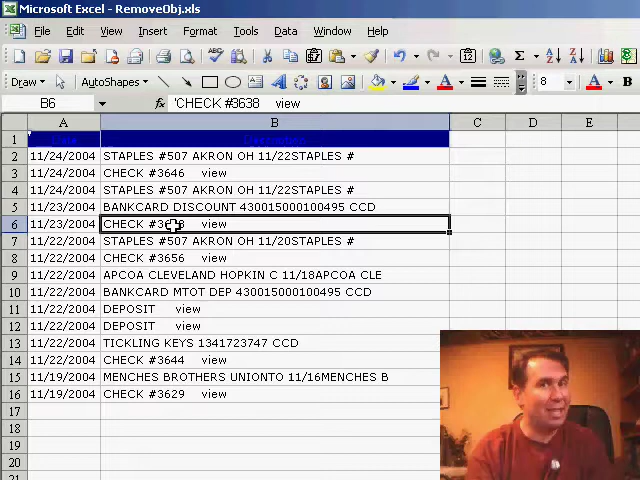 Microsoft Excel - RemoveObj.xls
File Edit View Insert Format Tools Data Window Help
Draw AutoShapes 8
B6 fx 'CHECK #3638 view
A B C D E
1 Date Description
2 11/24/2004 STAPLES #507 AKRON OH 11/22STAPLES #
3 11/24/2004 CHECK #3646 view
4 11/24/2004 STAPLES #507 AKRON OH 11/22STAPLES #
5 11/23/2004 BANKCARD DISCOUNT 430015000100495 CCD
6 11/23/2004 CHECK #3638 view
7 11/22/2004 STAPLES #507 AKRON OH 11/20STAPLES #
8 11/22/2004 CHECK #3656 view
9 11/22/2004 APCOA CLEVELAND HOPKIN C 11/18APCOA CLE
10 11/22/2004 BANKCARD MTOT DEP 430015000100495 CCD
11 11/22/2004 DEPOSIT view
12 11/22/2004 DEPOSIT view
13 11/22/2004 TICKLING KEYS 1341723747 CCD
14 11/22/2004 CHECK #3644 view
15 11/19/2004 MENCHES BROTHERS UNIONTO 11/16MENCHES B
16 11/19/2004 CHECK #3629 view
17
18
19
20
21